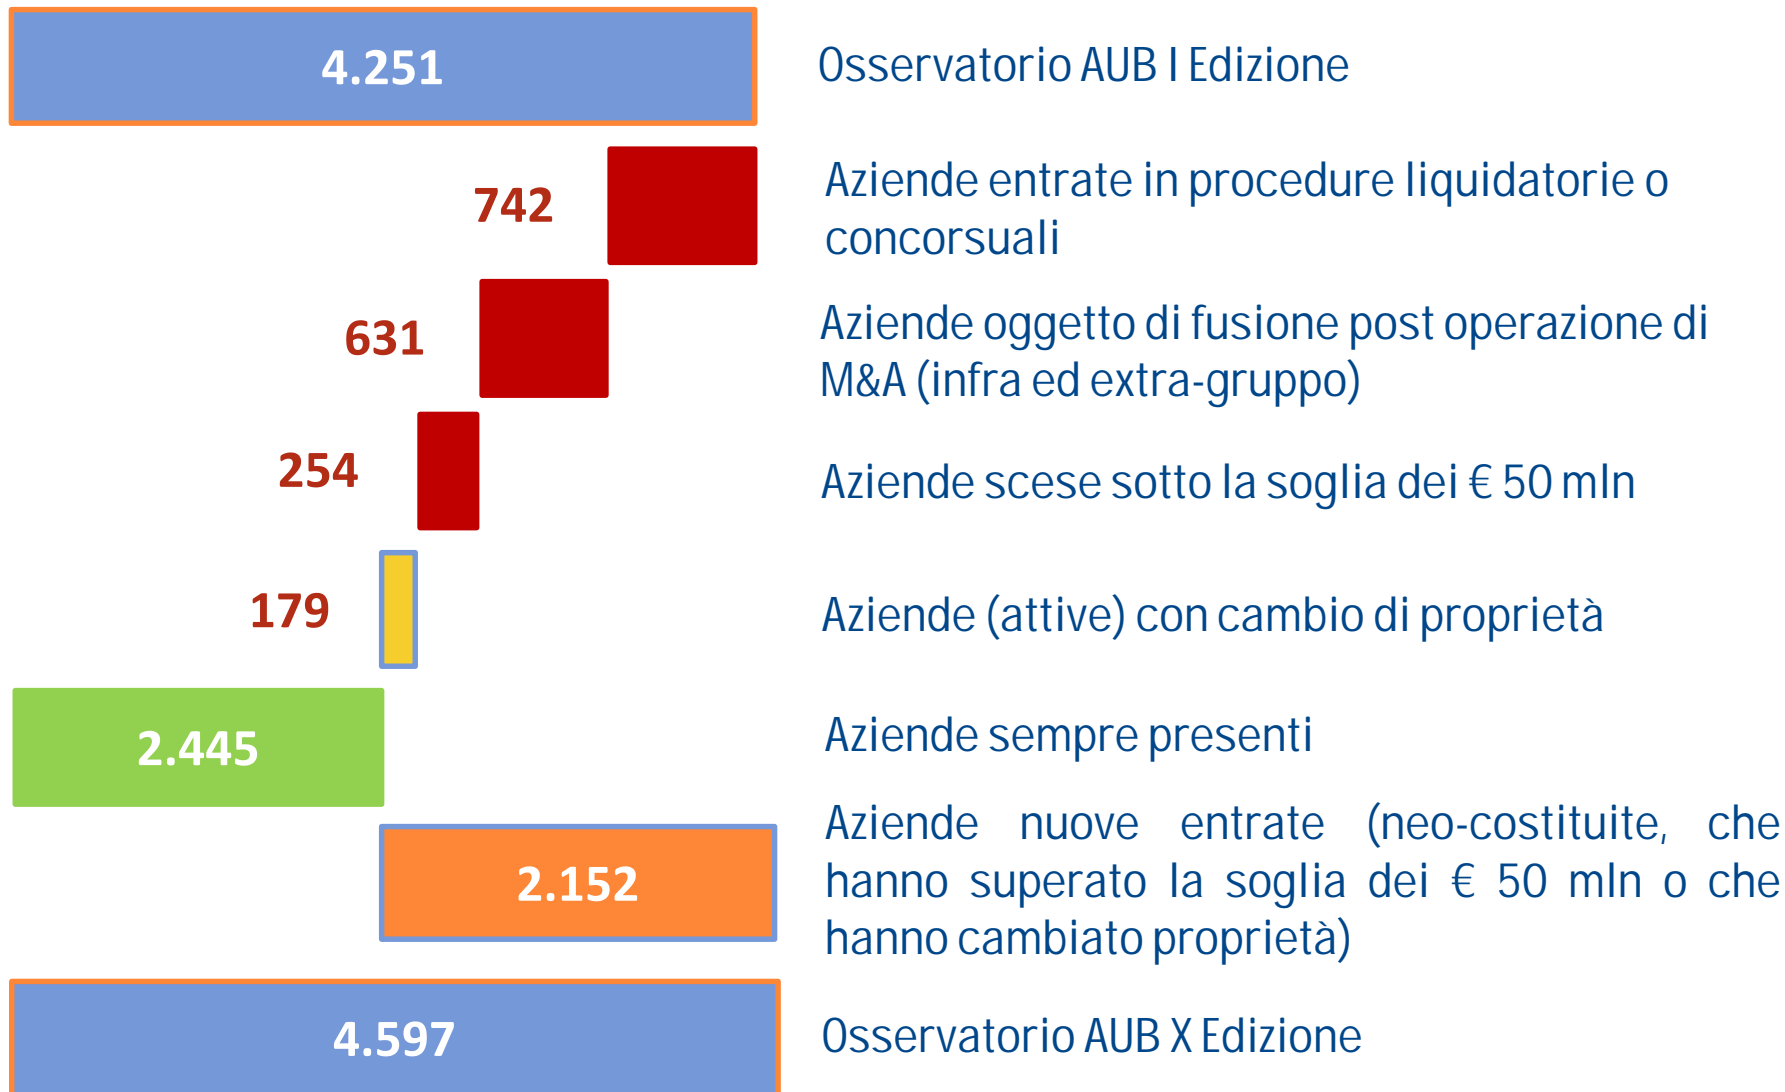 4.251
Osservatorio AUB I Edizione
742
Aziende entrate in procedure liquidatorie o
concorsuali
631
Aziende oggetto di fusione post operazione di
M&A (infra ed extra-gruppo)
254
Aziende scese sotto la soglia dei € 50 mln
179
Aziende (attive) con cambio di proprietà
2.445
Aziende sempre presenti
2.152
Aziende nuove entrate (neo-costituite, che
hanno superato la soglia dei € 50 mln o che
hanno cambiato proprietà)
4.597
Osservatorio AUB X Edizione